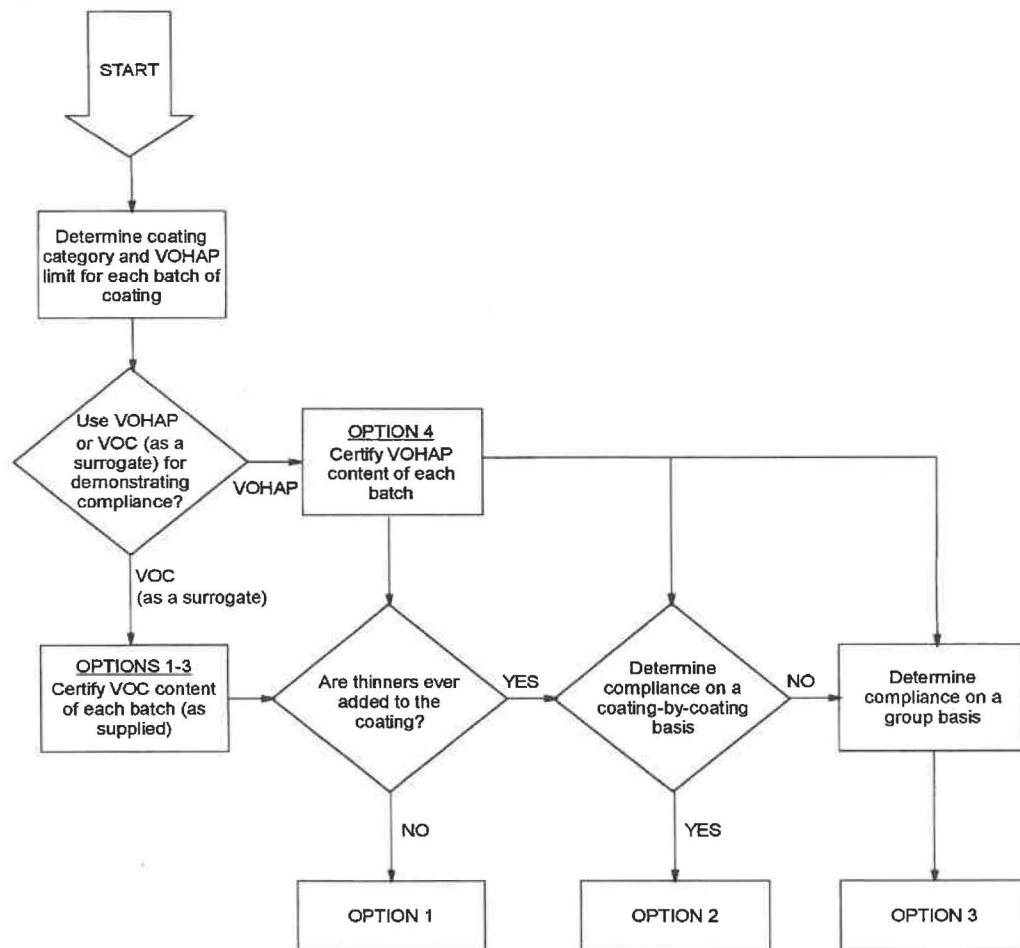 START
Determine coating
category and VOHAP
limit for each batch of
coating
Use VOHAP
or VOC (as a
surrogate) for
demonstrating
compliance?
VOHAP
OPTION 4
Certify VOHAP
content of each
batch
VOC
(as a surrogate)
OPTIONS 1-3
Certify VOC content
of each batch (as
supplied)
Are thinners ever
added to the
coating?
YES
Determine
compliance on a
coating-by-coating
basis
NO
Determine
compliance on a
group basis
NO
YES
OPTION 1
OPTION 2
OPTION 3